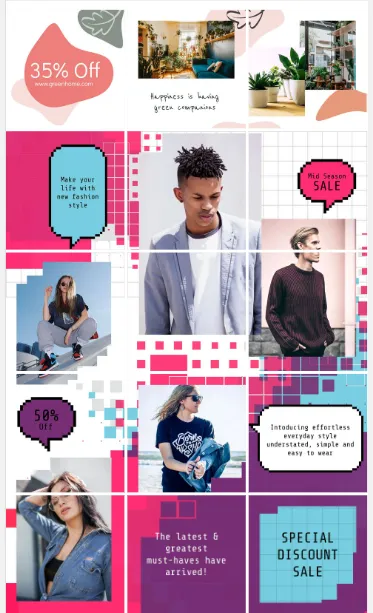 35% Off
www.greenhome.com
Happiness is having
green companions
Make your
life with
new fashion
style
Mid Season
SALE
50%
Off
Intoducing effortless
everyday style
understated, simple and
easy to wear
The latest &
greatest
must-haves have
arrived!
SPECIAL
DISCOUNT
SALE